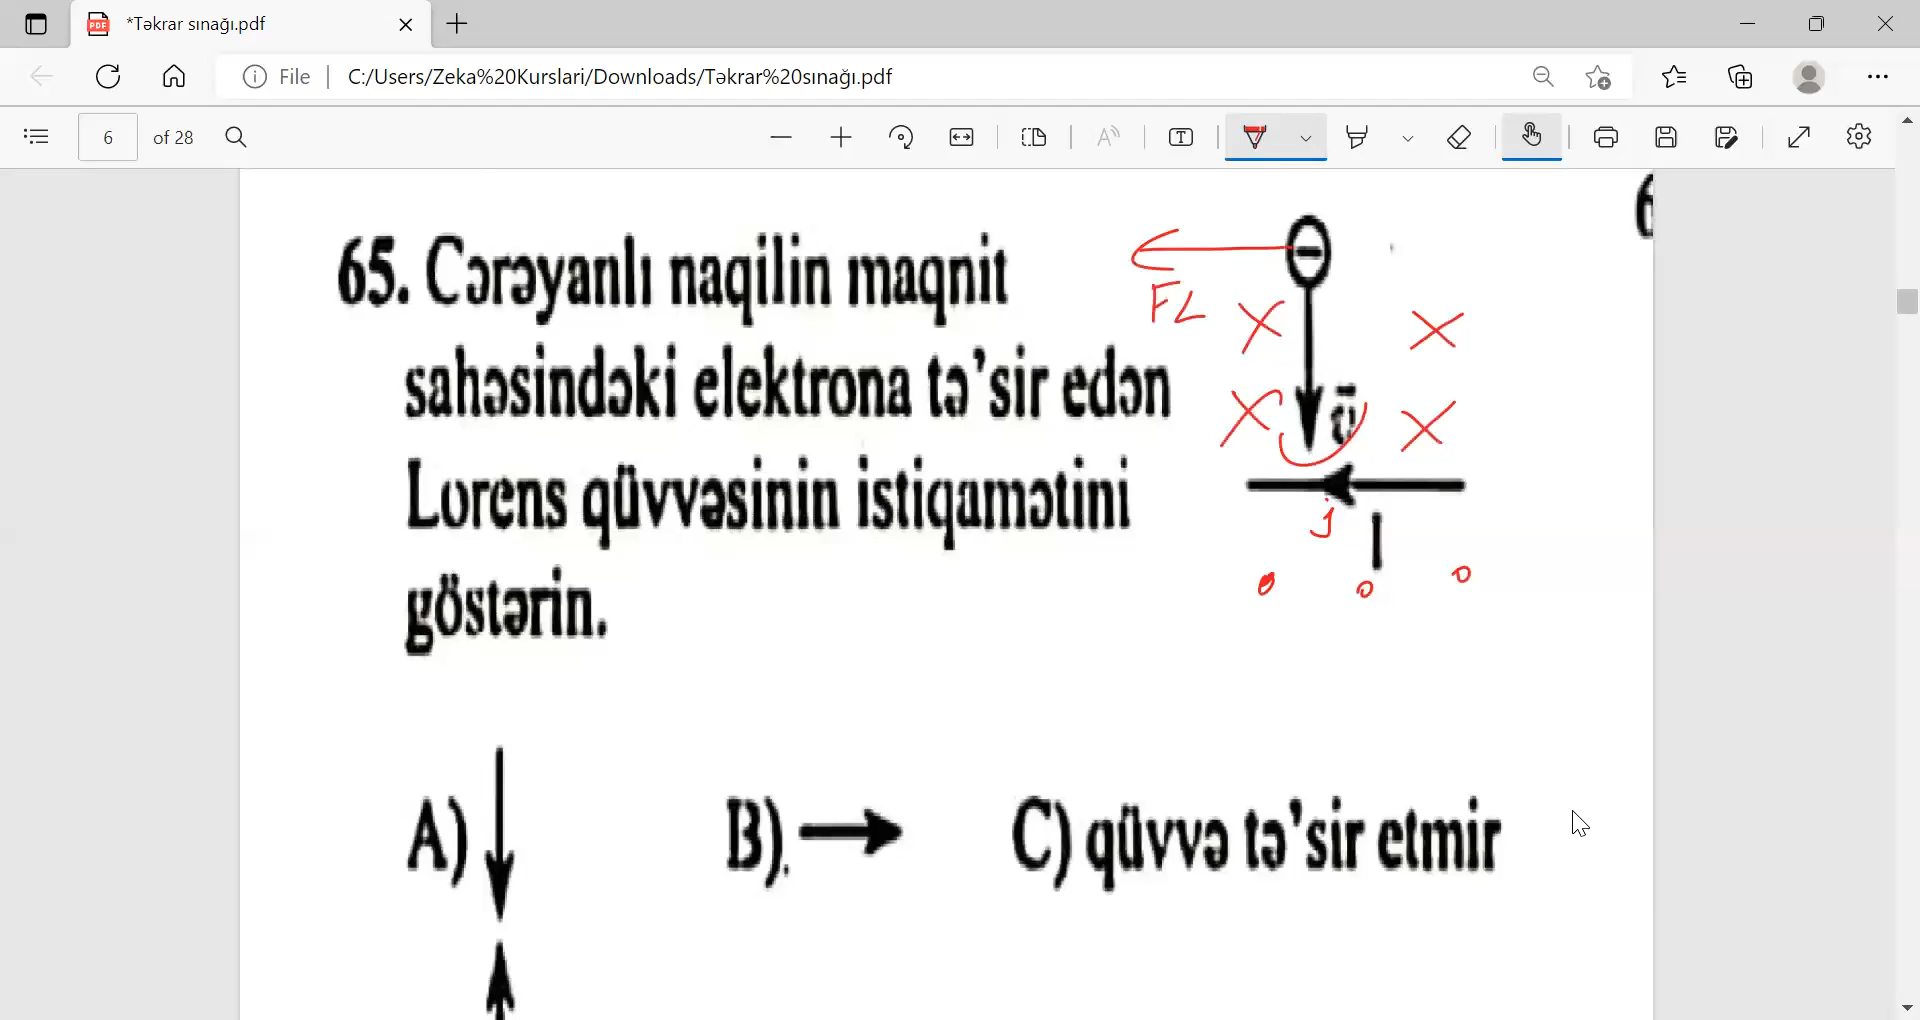 *Təkrar sınağı.pdf
File
C:/Users/Zeka%20Kurslari/Downloads/Təkrar%20sınağı.pdf
6 of 28
65. Cərəyanlı naqilin maqnit
sahəsindəki elektrona tə'sir edən
Lorens qüvvəsinin istiqamətini
göstərin.
FL
υ
j
I
A)
B)
C) qüvvə tə'sir etmir